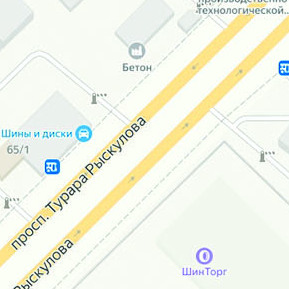 производственно-
технологической...
Бетон
Шины и диски
65/1
просп. Турара Рыскулова
Рыскулова
ШинТорг